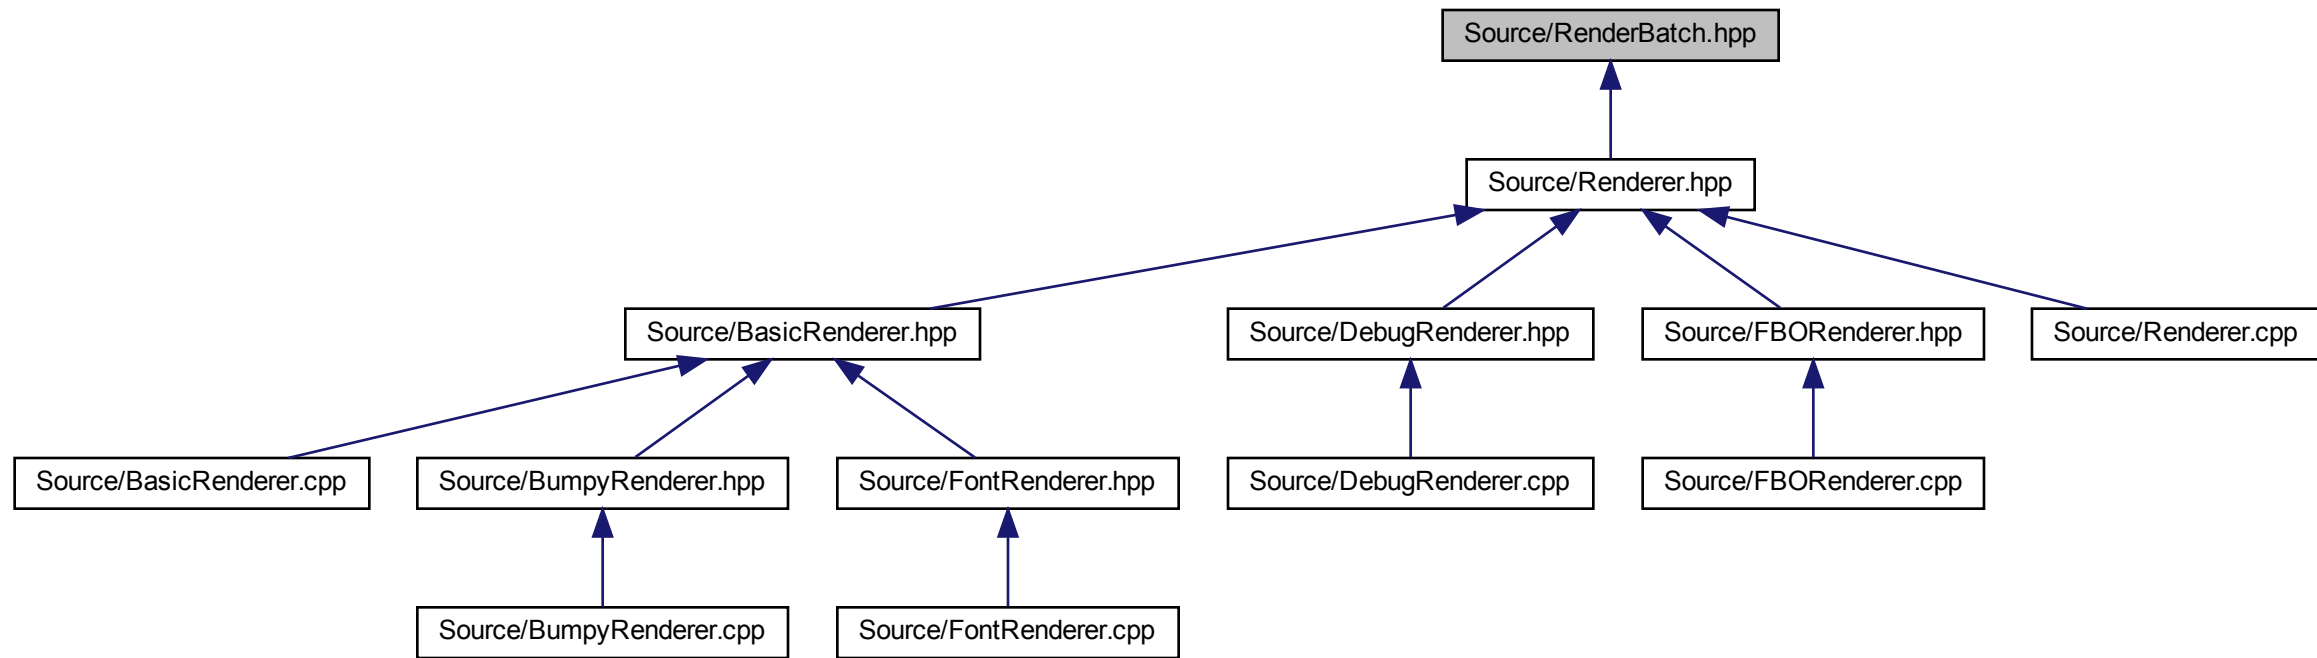 Source/RenderBatch.hpp
Source/Renderer.hpp
Source/BasicRenderer.hpp
Source/DebugRenderer.hpp
Source/FBORenderer.hpp
Source/Renderer.cpp
Source/BasicRenderer.cpp
Source/BumpyRenderer.hpp
Source/FontRenderer.hpp
Source/DebugRenderer.cpp
Source/FBORenderer.cpp
Source/BumpyRenderer.cpp
Source/FontRenderer.cpp